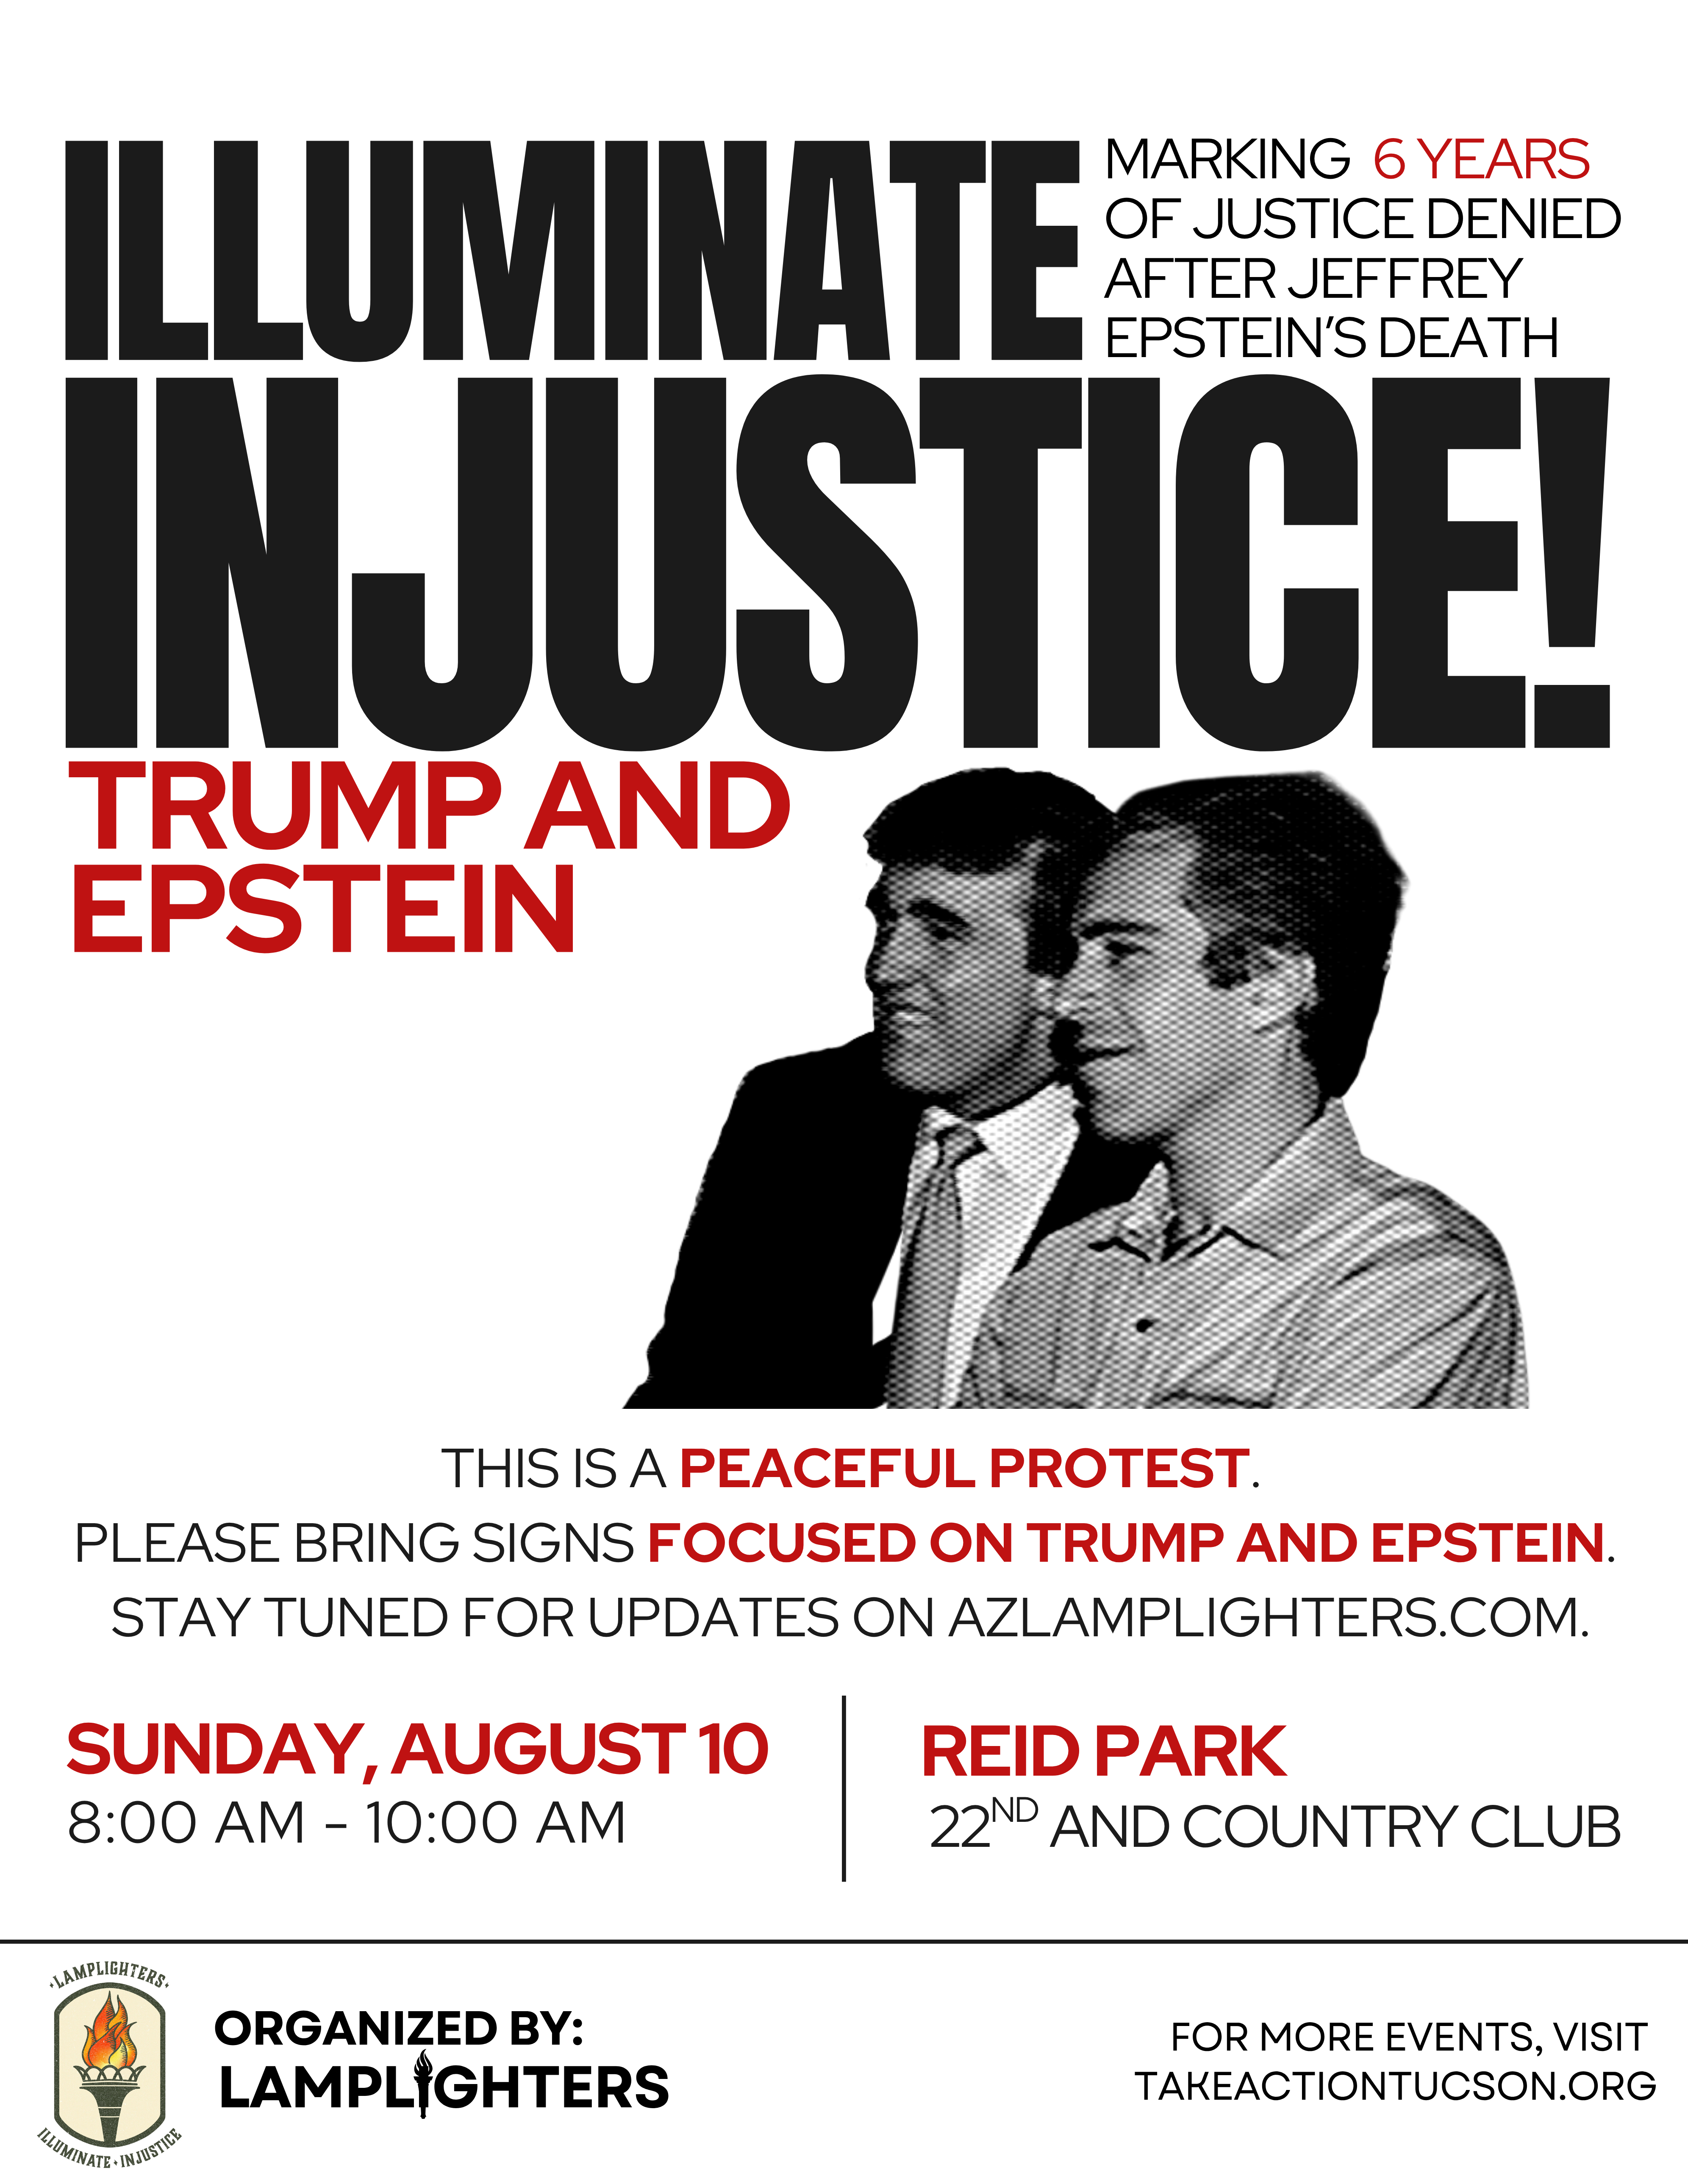 ILLUMINATE
MARKING 6 YEARS
OF JUSTICE DENIED
AFTER JEFFREY
EPSTEIN'S DEATH
INJUSTICE!
TRUMP AND
EPSTEIN
THIS IS A PEACEFUL PROTEST.
PLEASE BRING SIGNS FOCUSED ON TRUMP AND EPSTEIN.
STAY TUNED FOR UPDATES ON AZLAMPLIGHTERS.COM.
SUNDAY, AUGUST 10
8:00 AM - 10:00 AM
REID PARK
22ND AND COUNTRY CLUB
•LAMPLIGHTERS•
ILLUMINATE • INJUSTICE
ORGANIZED BY:
LAMPLIGHTERS
FOR MORE EVENTS, VISIT
TAKEACTIONTUCSON.ORG